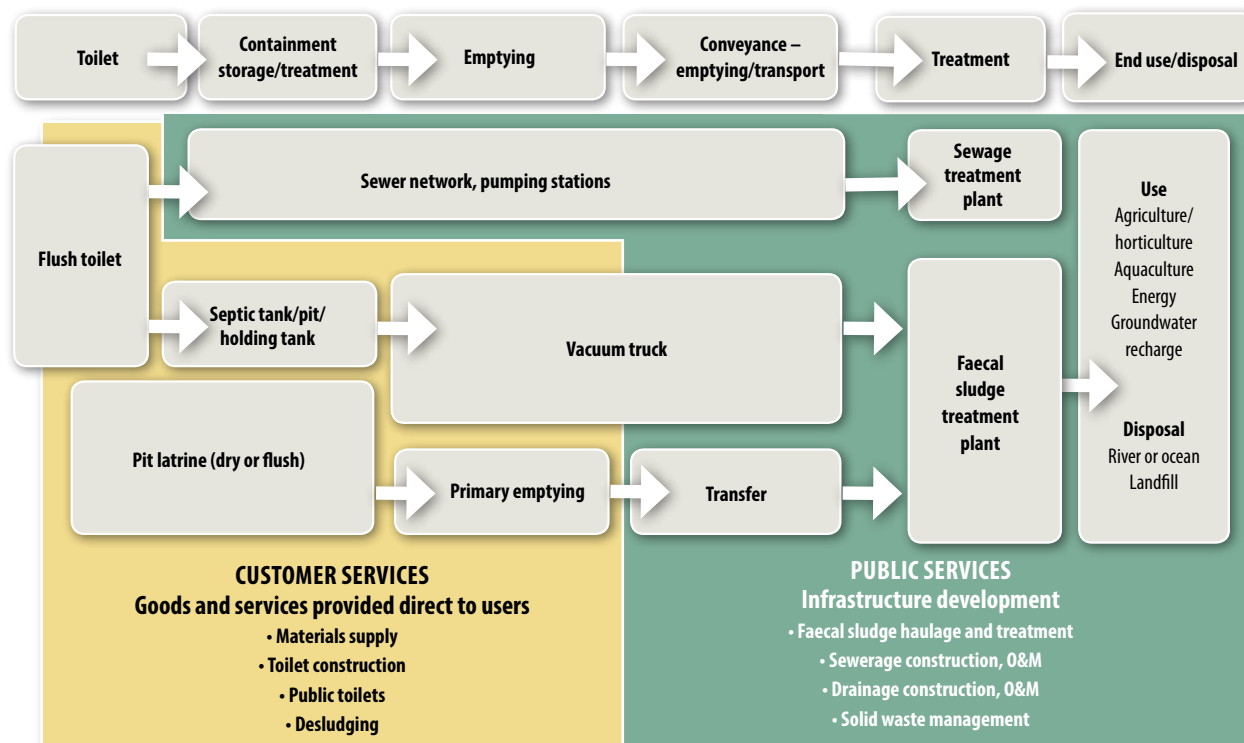 Toilet
Containment
storage/treatment
Emptying
Conveyance –
emptying/transport
Treatment
End use/disposal
Flush toilet
Sewer network, pumping stations
Sewage
treatment
plant
Septic tank/pit/
holding tank
Vacuum truck
Pit latrine (dry or flush)
Primary emptying
Transfer
Faecal
sludge
treatment
plant
Use
Agriculture/
horticulture
Aquaculture
Energy
Groundwater
recharge
Disposal
River or ocean
Landfill
CUSTOMER SERVICES
Goods and services provided direct to users
• Materials supply
• Toilet construction
• Public toilets
• Desludging
PUBLIC SERVICES
Infrastructure development
• Faecal sludge haulage and treatment
• Sewerage construction, O&M
• Drainage construction, O&M
• Solid waste management